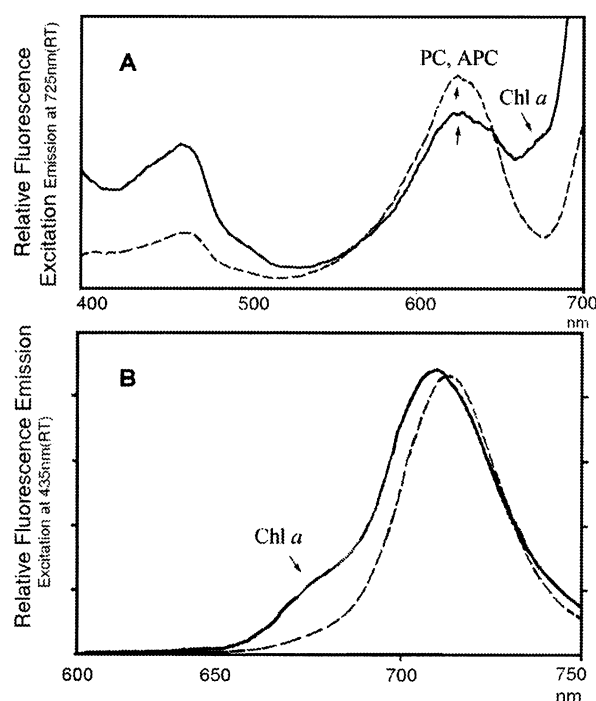 Relative Fluorescence
Excitation Emission at 725nm(RT)
A
PC, APC
Chl a
400
500
600
700
nm
Relative Fluorescence Emission
Excitation at 435nm(RT)
B
Chl a
600
650
700
750
nm